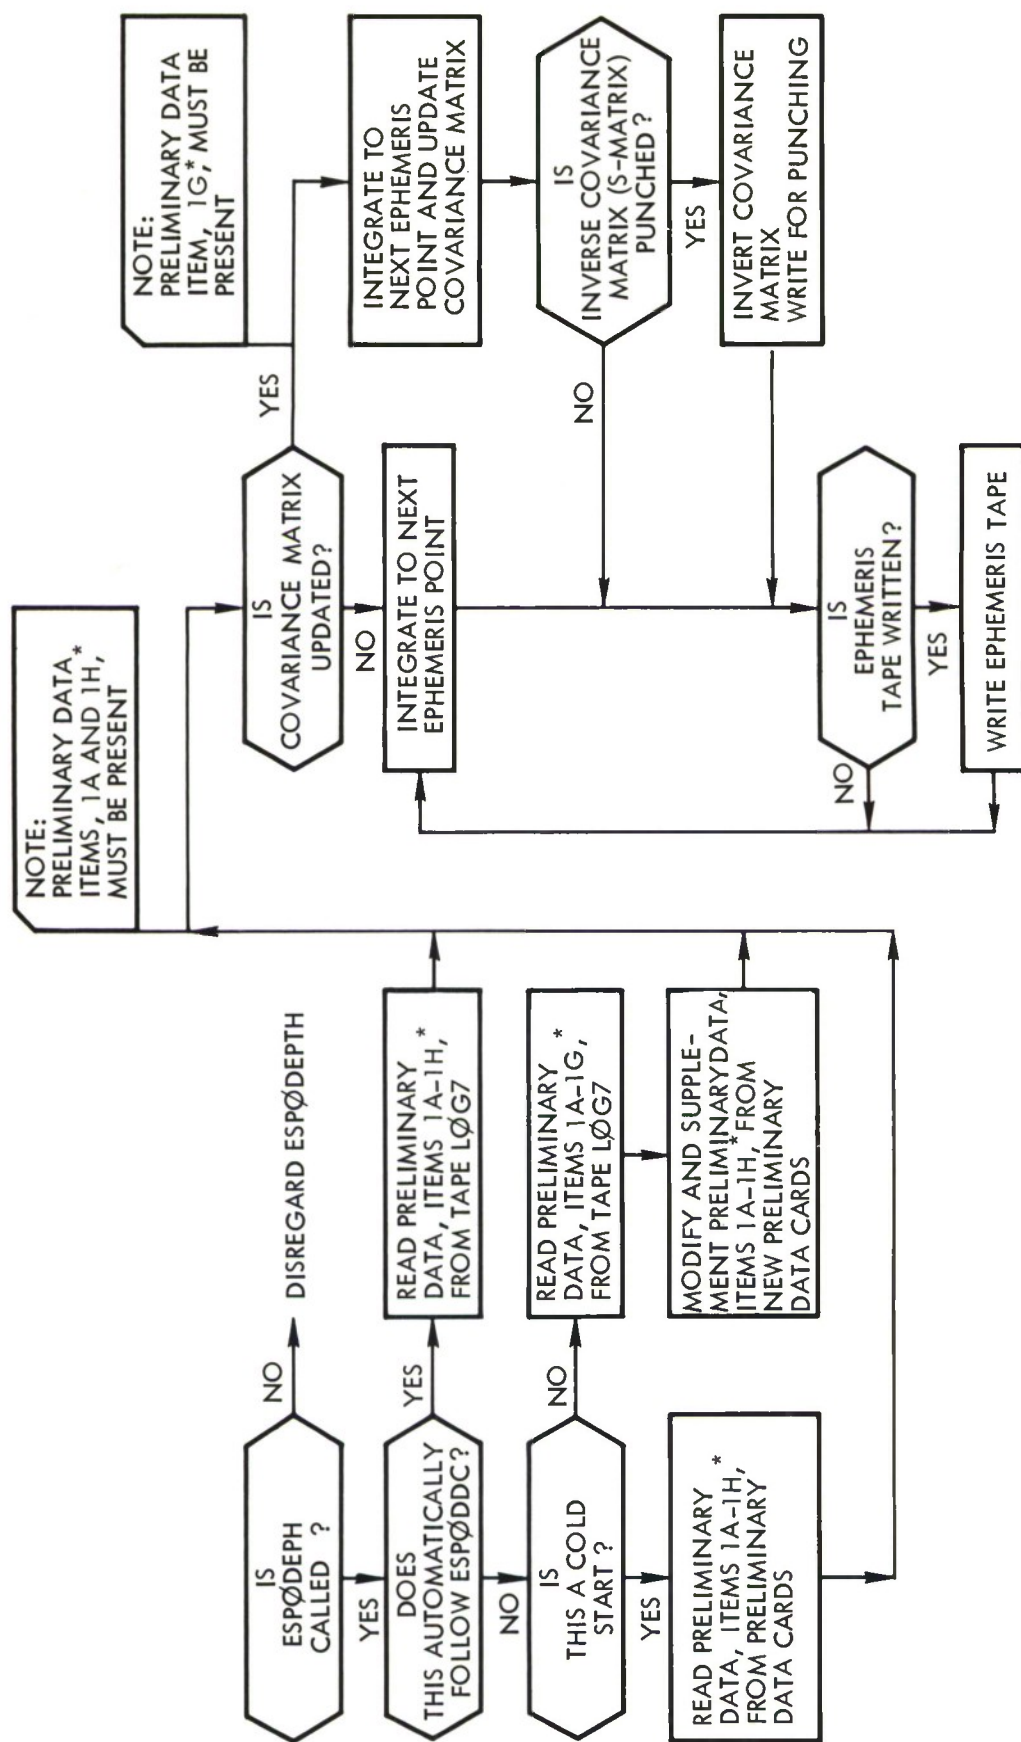 IS
ESPØDEPH
CALLED ?
NO
DISREGARD ESPØDEPTH
YES
DOES
THIS AUTOMATICALLY
FOLLOW ESPØDDC?
YES
READ PRELIMINARY
DATA, ITEMS 1A-1H,*
FROM TAPE LØG7
NO
IS
THIS A COLD
START ?
NO
READ PRELIMINARY
DATA, ITEMS 1A-1G,*
FROM TAPE LØG7
MODIFY AND SUPPLE-
MENT PRELIMINARYDATA,
ITEMS 1A-1H,* FROM
NEW PRELIMINARY
DATA CARDS
YES
READ PRELIMINARY
DATA, ITEMS 1A-1H,*
FROM PRELIMINARY
DATA CARDS
NOTE:
PRELIMINARY DATA
ITEMS, 1A AND 1H,*
MUST BE PRESENT
IS
COVARIANCE MATRIX
UPDATED?
YES
NOTE:
PRELIMINARY DATA
ITEM, 1G,* MUST BE
PRESENT
NO
INTEGRATE TO NEXT
EPHEMERIS POINT
INTEGRATE TO
NEXT EPHEMERIS
POINT AND UPDATE
COVARIANCE MATRIX
IS
INVERSE COVARIANCE
MATRIX (S-MATRIX)
PUNCHED ?
NO
YES
INVERT COVARIANCE
MATRIX
WRITE FOR PUNCHING
IS
EPHEMERIS
TAPE WRITTEN?
NO
YES
WRITE EPHEMERIS TAPE